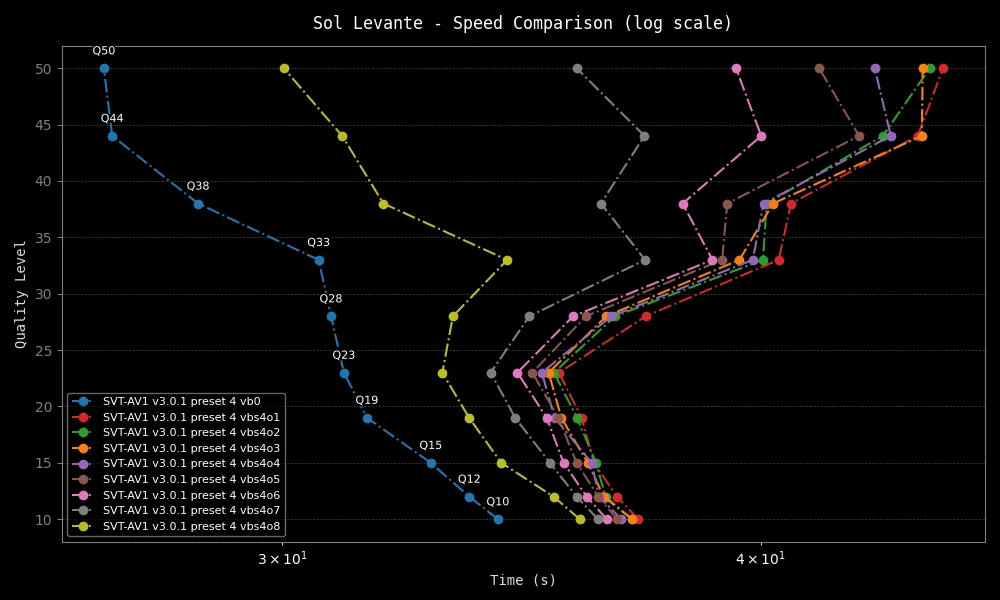 Sol Levante - Speed Comparison (log scale)
Quality Level
50
45
40
35
30
25
20
15
10
Q50
Q44
Q38
Q33
Q28
Q23
Q19
Q15
Q12
Q10
SVT-AV1 v3.0.1 preset 4 vb0
SVT-AV1 v3.0.1 preset 4 vbs4o1
SVT-AV1 v3.0.1 preset 4 vbs4o2
SVT-AV1 v3.0.1 preset 4 vbs4o3
SVT-AV1 v3.0.1 preset 4 vbs4o4
SVT-AV1 v3.0.1 preset 4 vbs4o5
SVT-AV1 v3.0.1 preset 4 vbs4o6
SVT-AV1 v3.0.1 preset 4 vbs4o7
SVT-AV1 v3.0.1 preset 4 vbs4o8
3 × 10¹
4 × 10¹
Time (s)